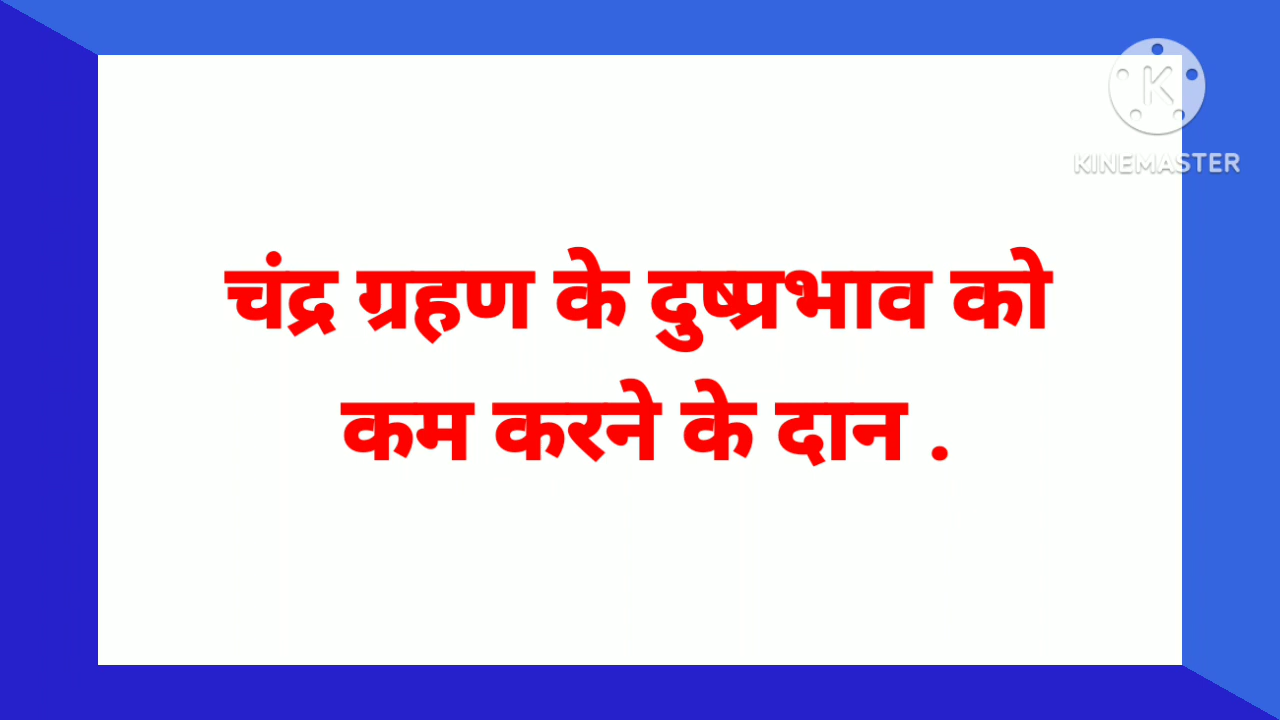 KINEMASTER
चंद्र ग्रहण के दुष्प्रभाव को
कम करने के दान .